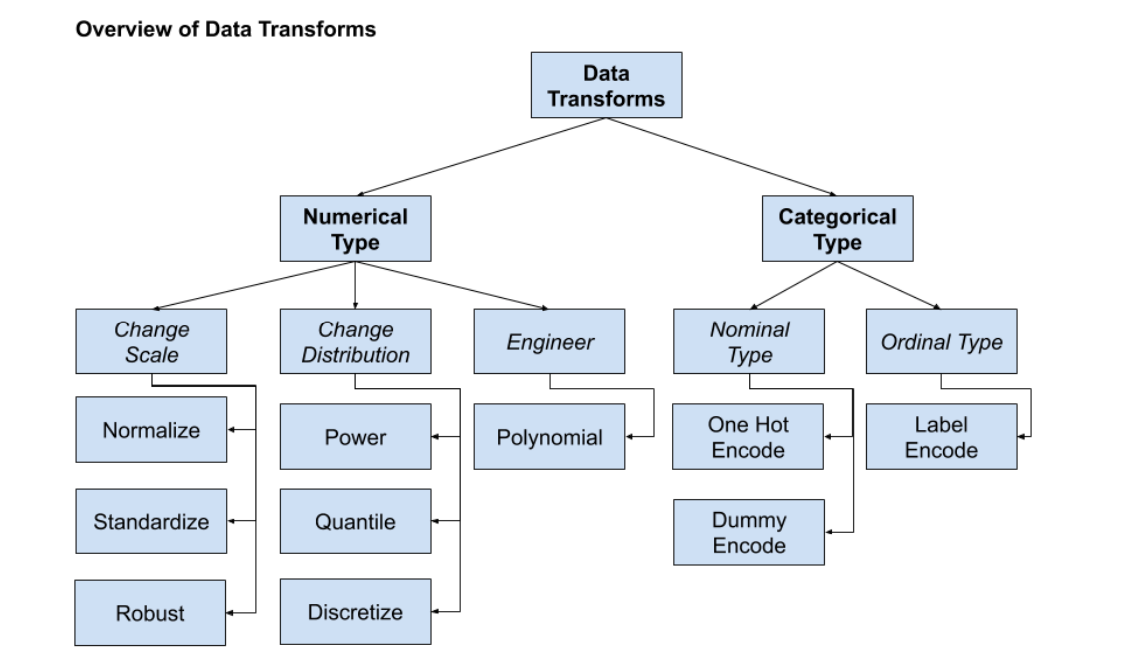 Overview of Data Transforms
Data
Transforms
Numerical
Type
Categorical
Type
Change
Scale
Change
Distribution
Engineer
Nominal
Type
Ordinal Type
Normalize
Power
Polynomial
One Hot
Encode
Label
Encode
Standardize
Quantile
Dummy
Encode
Robust
Discretize